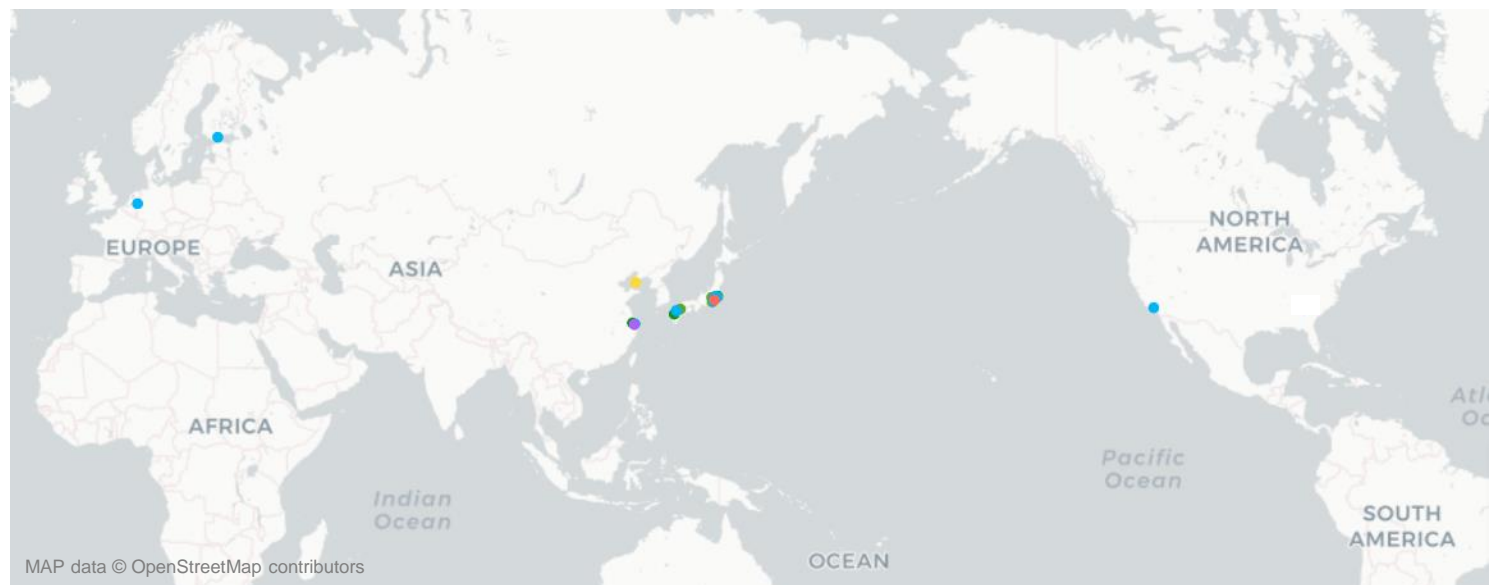 NORTH
AMERICA
EUROPE
ASIA
AFRICA
Pacific
Ocean
Indian
Ocean
SOUTH
AMERICA
OCEAN
MAP data © OpenStreetMap contributors